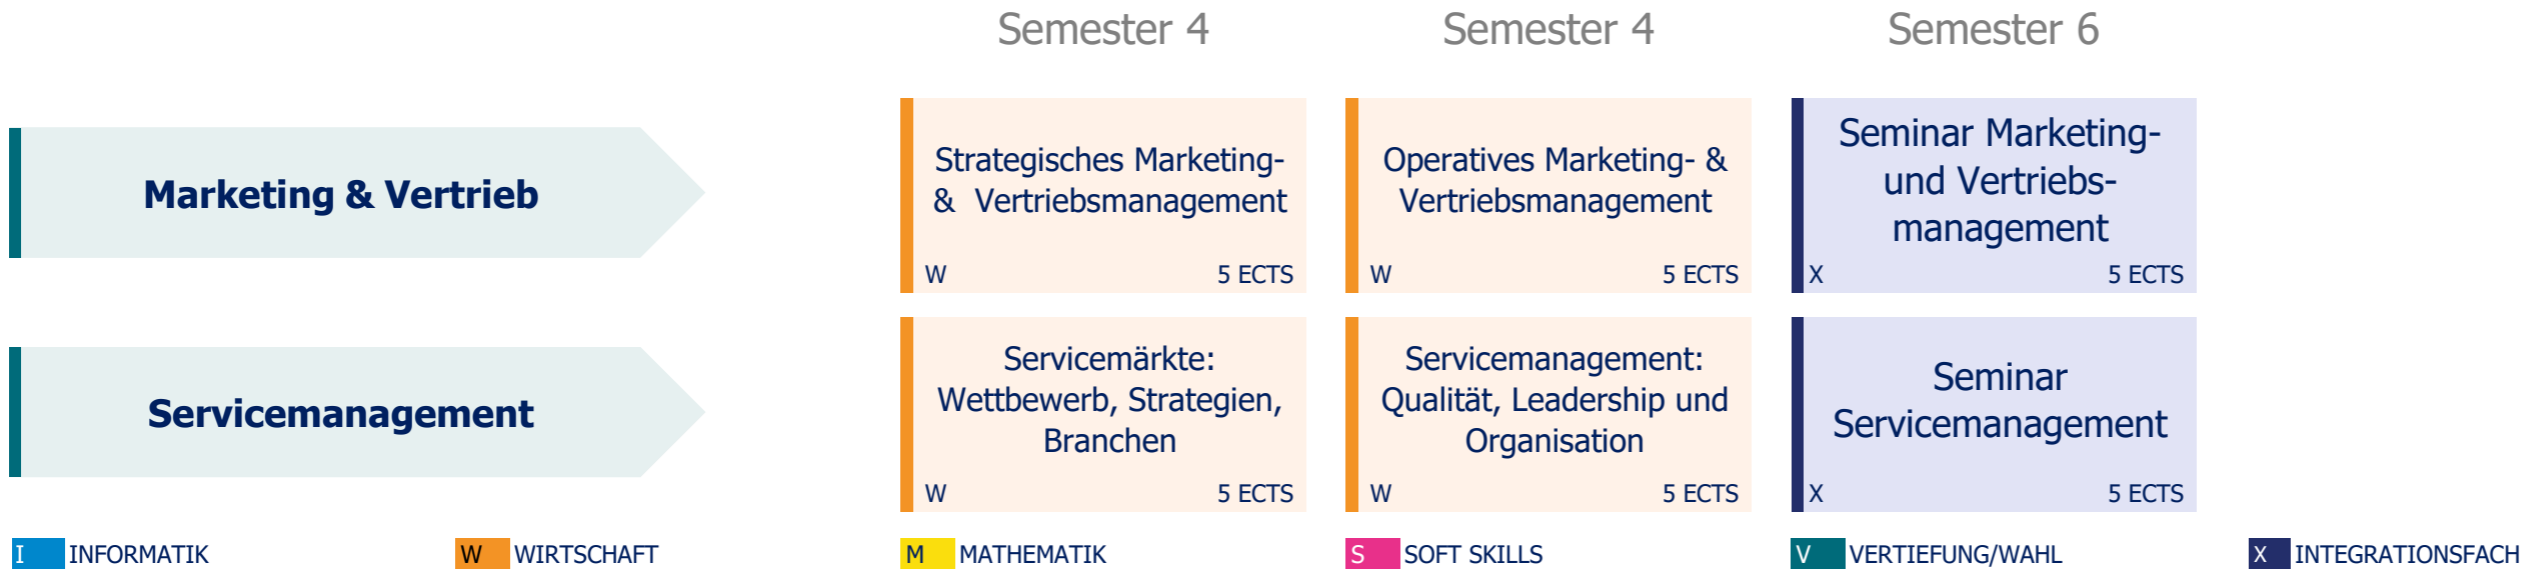 Semester 4
Semester 4
Semester 6
Marketing & Vertrieb
Strategisches Marketing-
& Vertriebsmanagement
W 5 ECTS
Operatives Marketing- &
Vertriebsmanagement
W 5 ECTS
Seminar Marketing-
und Vertriebs-
management
X 5 ECTS
Servicemanagement
Servicemärkte:
Wettbewerb, Strategien,
Branchen
W 5 ECTS
Servicemanagement:
Qualität, Leadership und
Organisation
W 5 ECTS
Seminar
Servicemanagement
X 5 ECTS
I INFORMATIK
W WIRTSCHAFT
M MATHEMATIK
S SOFT SKILLS
V VERTIEFUNG/WAHL
X INTEGRATIONSFACH